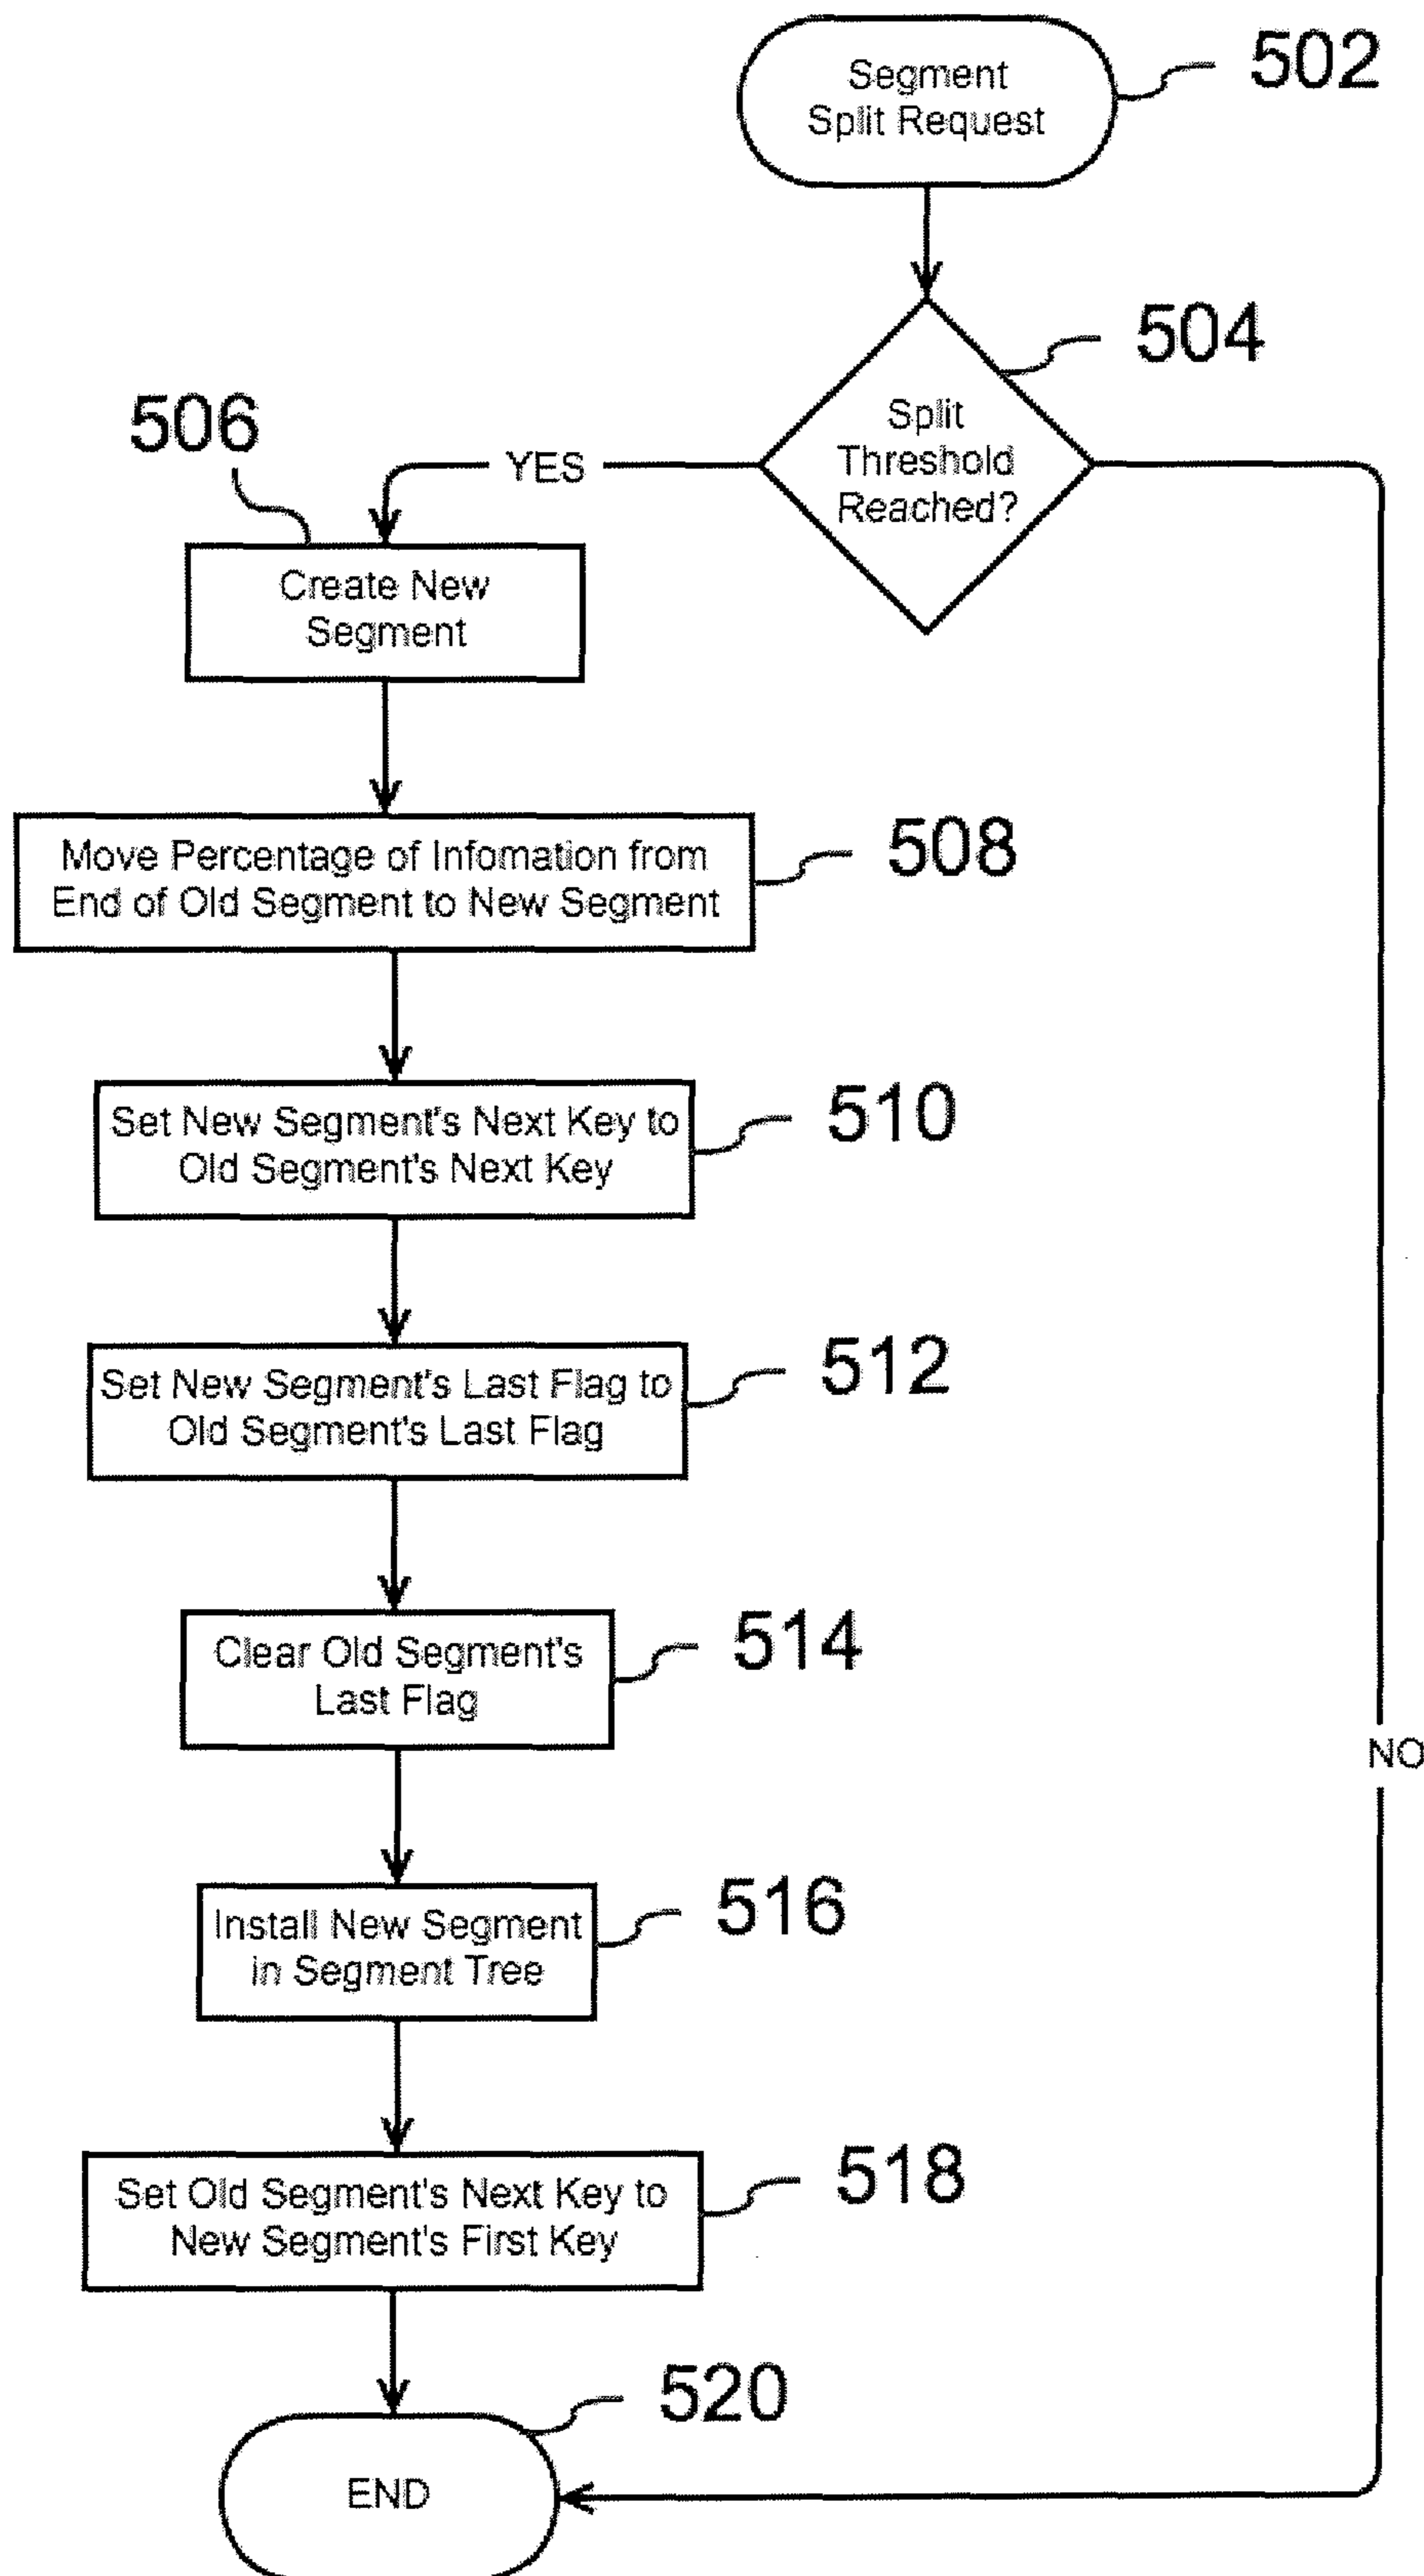 Segment
Split Request
502
Split
Threshold
Reached?
504
YES
NO
506
Create New
Segment
Move Percentage of Infomation from
End of Old Segment to New Segment
508
Set New Segment's Next Key to
Old Segment's Next Key
510
Set New Segment's Last Flag to
Old Segment's Last Flag
512
Clear Old Segment's
Last Flag
514
Install New Segment
in Segment Tree
516
Set Old Segment's Next Key to
New Segment's First Key
518
END
520